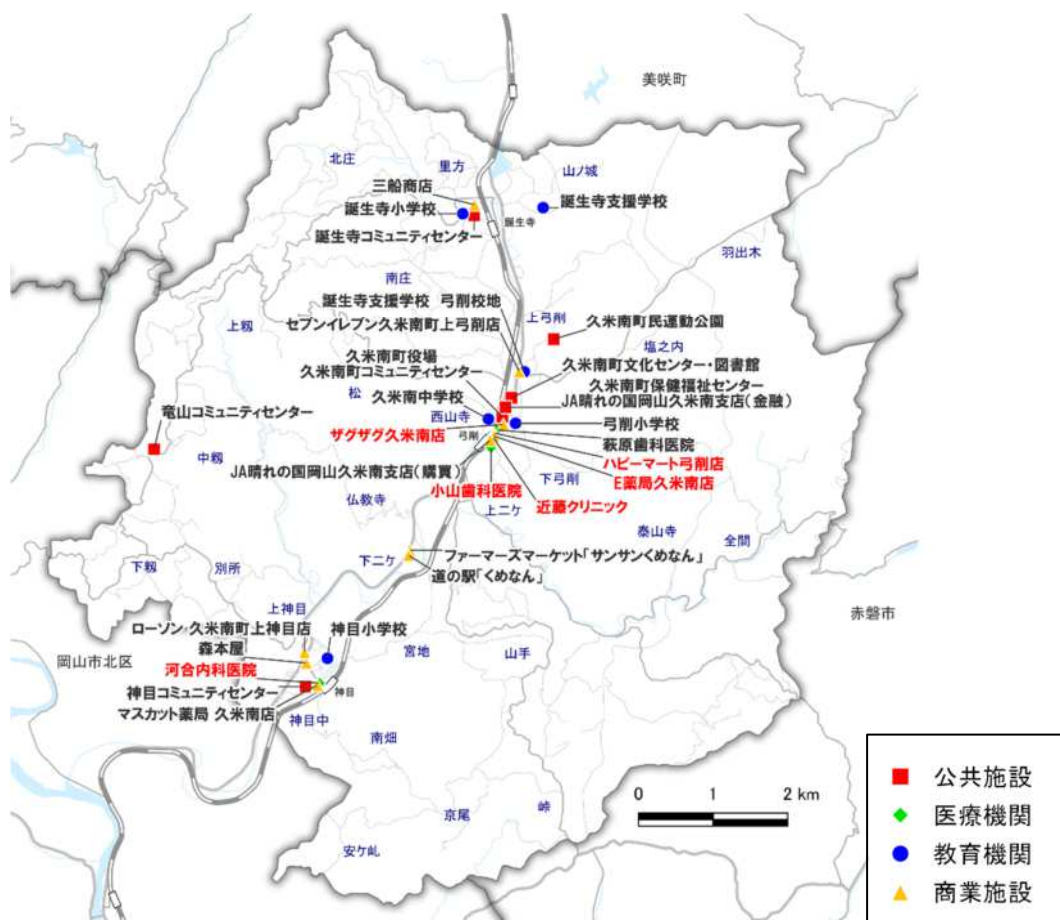 美咲町
北庄
里方
山ノ城
三船商店
誕生寺小学校
誕生寺
誕生寺支援学校
誕生寺コミュニティセンター
羽出木
南庄
誕生寺支援学校 弓削校地
上弓削
久米南町民運動公園
セブンイレブン久米南町上弓削店
上籾
塩之内
久米南町役場
久米南町文化センター・図書館
久米南町コミュニティセンター
久米南町保健福祉センター
松
久米南中学校
JA晴れの国岡山久米南支店(金融)
竜山コミュニティセンター
西山寺
弓削小学校
ザグザグ久米南店
弓削
萩原歯科医院
中籾
ハピーマート弓削店
JA晴れの国岡山久米南支店(購買)
下弓削
E薬局久米南店
仏教寺
小山歯科医院
近藤クリニック
上二ケ
泰山寺
全間
ファーマーズマーケット「サンサンくめなん」
下籾
別所
下二ケ
道の駅「くめなん」
上神目
赤磐市
ローソン 久米南町上神目店
神目小学校
森本屋
宮地
山手
岡山市北区
河合内科医院
神目コミュニティセンター
神目
マスカット薬局 久米南店
神目中
南畑
京尾
峠
安ケ乢
0 1 2 km
公共施設
医療機関
教育機関
商業施設